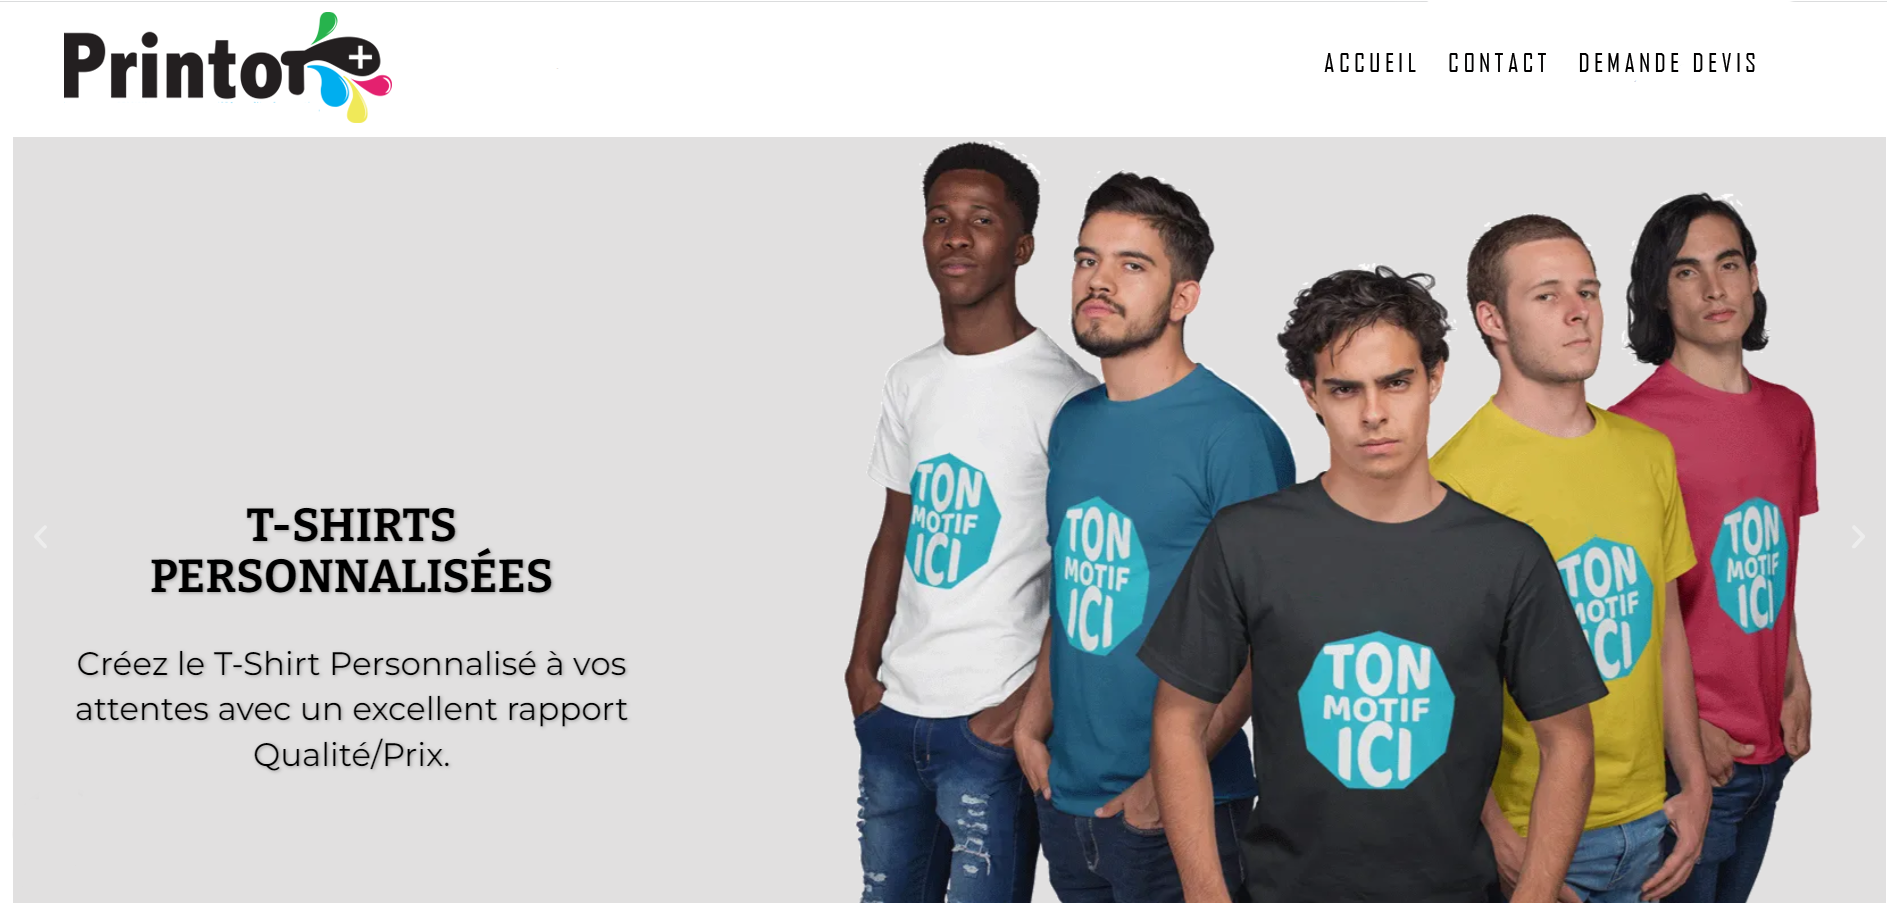 Printor+
ACCUEIL CONTACT DEMANDE DEVIS
T-SHIRTS
PERSONNALISÉES
Créez le T-Shirt Personnalisé à vos
attentes avec un excellent rapport
Qualité/Prix.
TON
MOTIF
ICI
TON
MOTIF
ICI
TON
MOTIF
ICI
TON
MOTIF
ICI
TON
MOTIF
ICI